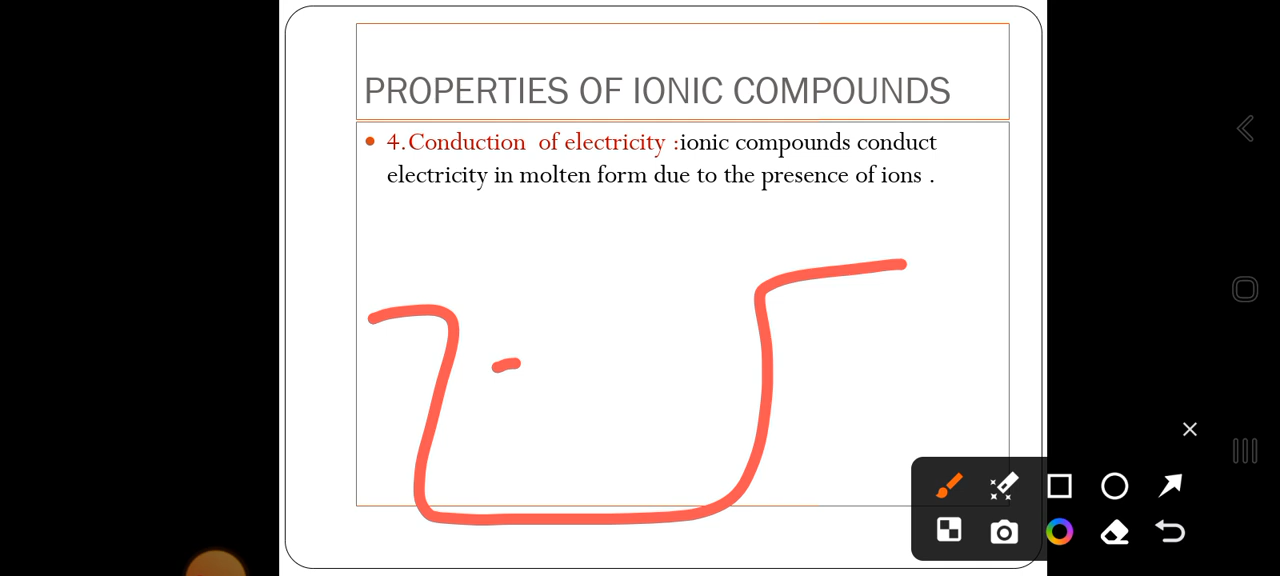 PROPERTIES OF IONIC COMPOUNDS
4.Conduction of electricity :ionic compounds conduct
electricity in molten form due to the presence of ions .